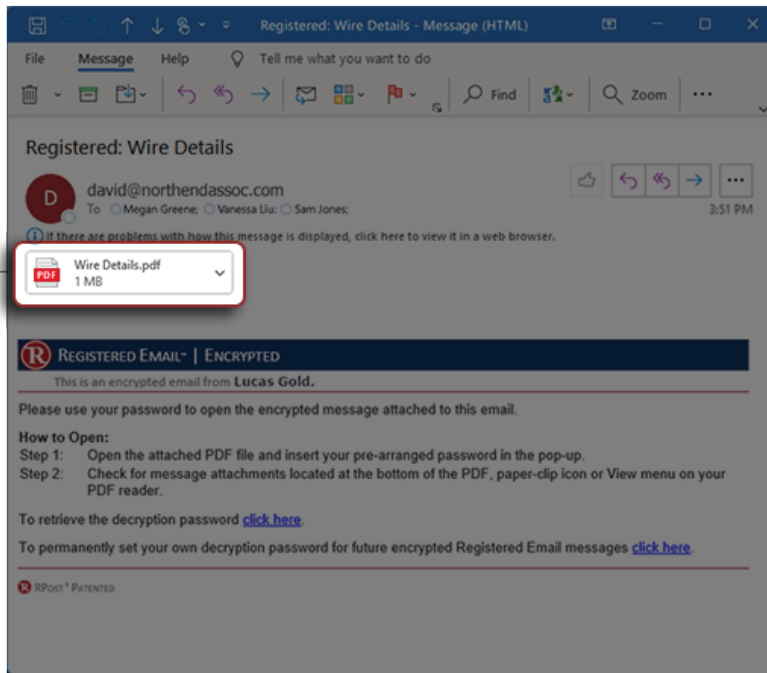 Registered: Wire Details - Message (HTML)
File Message Help Tell me what you want to do
Find Zoom
Registered: Wire Details
D
david@northendassoc.com
To Megan Greene; Vanessa Liu: Sam Jones;
3:51 PM
If there are problems with how this message is displayed, click here to view it in a web browser.
PDF
Wire Details.pdf
1 MB
R REGISTERED EMAIL™ | ENCRYPTED
This is an encrypted email from Lucas Gold.
Please use your password to open the encrypted message attached to this email.
How to Open:
Step 1: Open the attached PDF file and insert your pre-arranged password in the pop-up.
Step 2: Check for message attachments located at the bottom of the PDF, paper-clip icon or View menu on your
PDF reader.
To retrieve the decryption password click here.
To permanently set your own decryption password for future encrypted Registered Email messages click here.
R RPOST® PATENTED